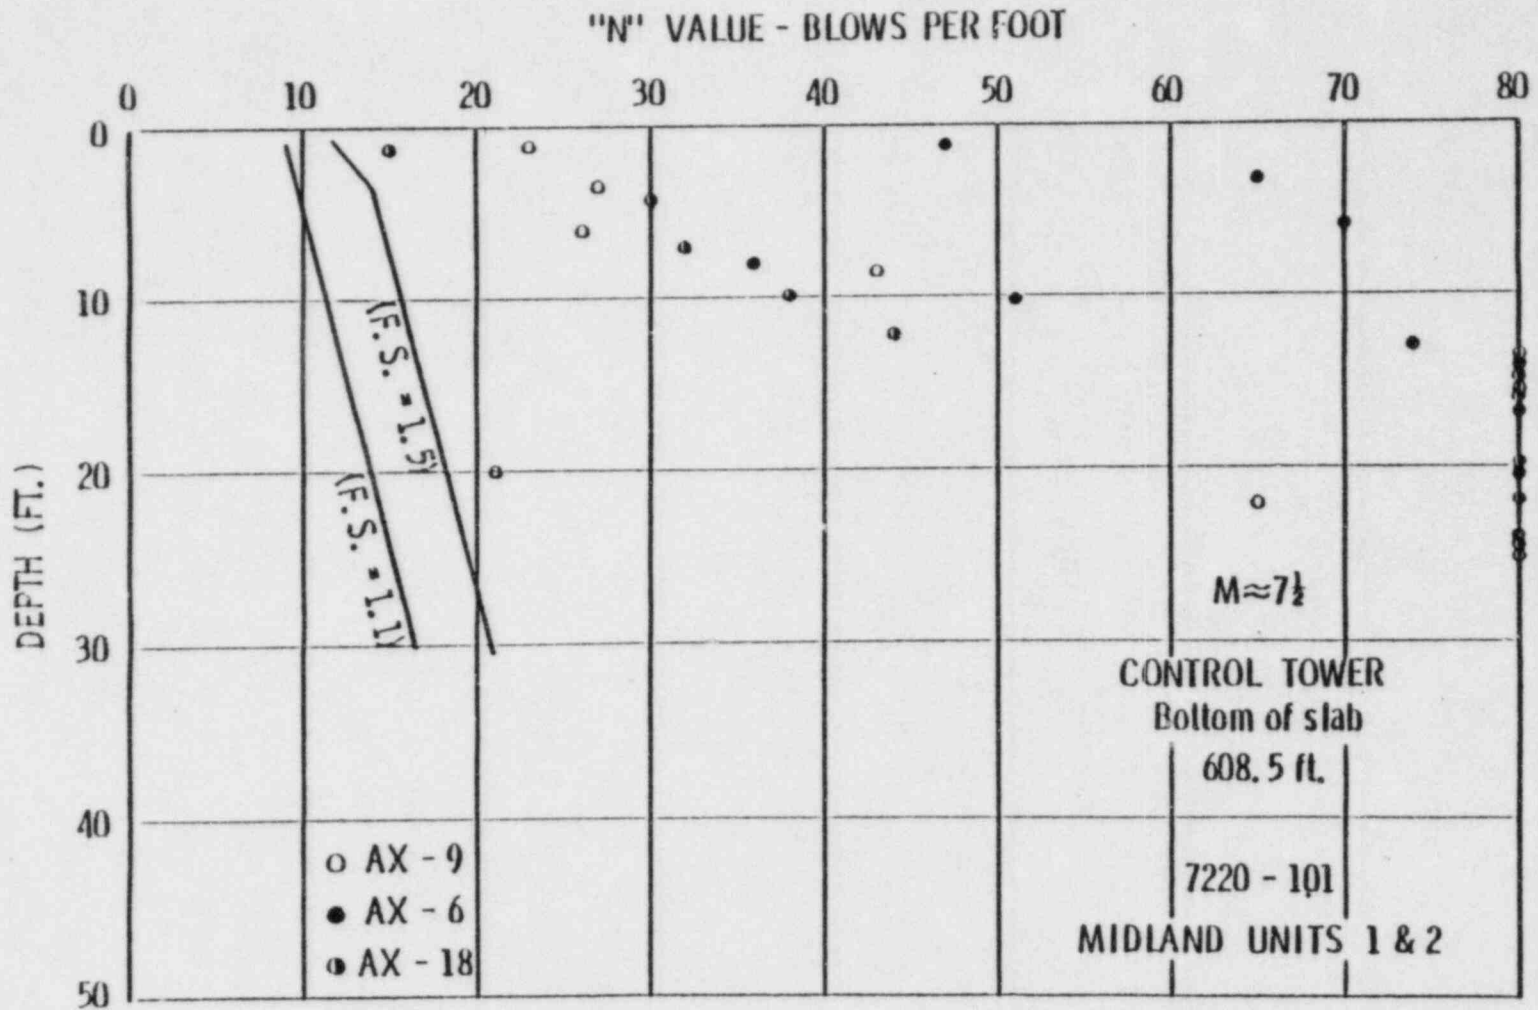 "N" VALUE - BLOWS PER FOOT
0 10 20 30 40 50 60 70 80
0
10
20
30
40
50
DEPTH (FT.)
(F. S. = 1.5)
(F. S. = 1.1)
M≈7½
CONTROL TOWER
Bottom of slab
608.5 ft.
7220 - 101
MIDLAND UNITS 1 & 2
AX - 9
AX - 6
AX - 18